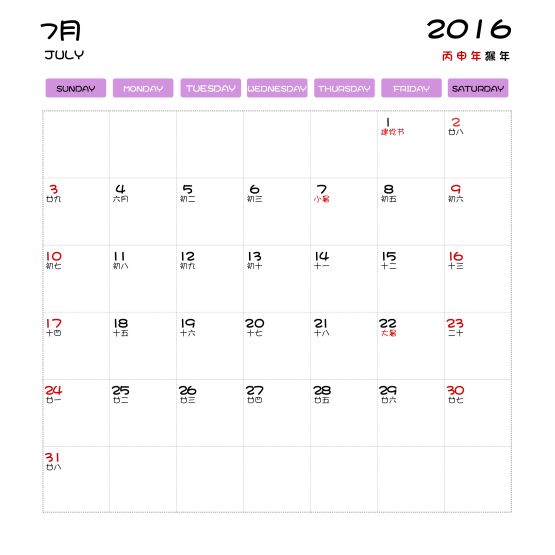 7月 2016
JULY 丙申年猴年
SUNDAY MONDAY TUESDAY WEDNESDAY THURSDAY FRIDAY SATURDAY
1 2
建党节 廿八
3 4 5 6 7 8 9
廿九 六月 初二 初三 小暑 初五 初六
10 11 12 13 14 15 16
初七 初八 初九 初十 十一 十二 十三
17 18 19 20 21 22 23
十四 十五 十六 十七 十八 大暑 二十
24 25 26 27 28 29 30
廿一 廿二 廿三 廿四 廿五 廿六 廿七
31
廿八